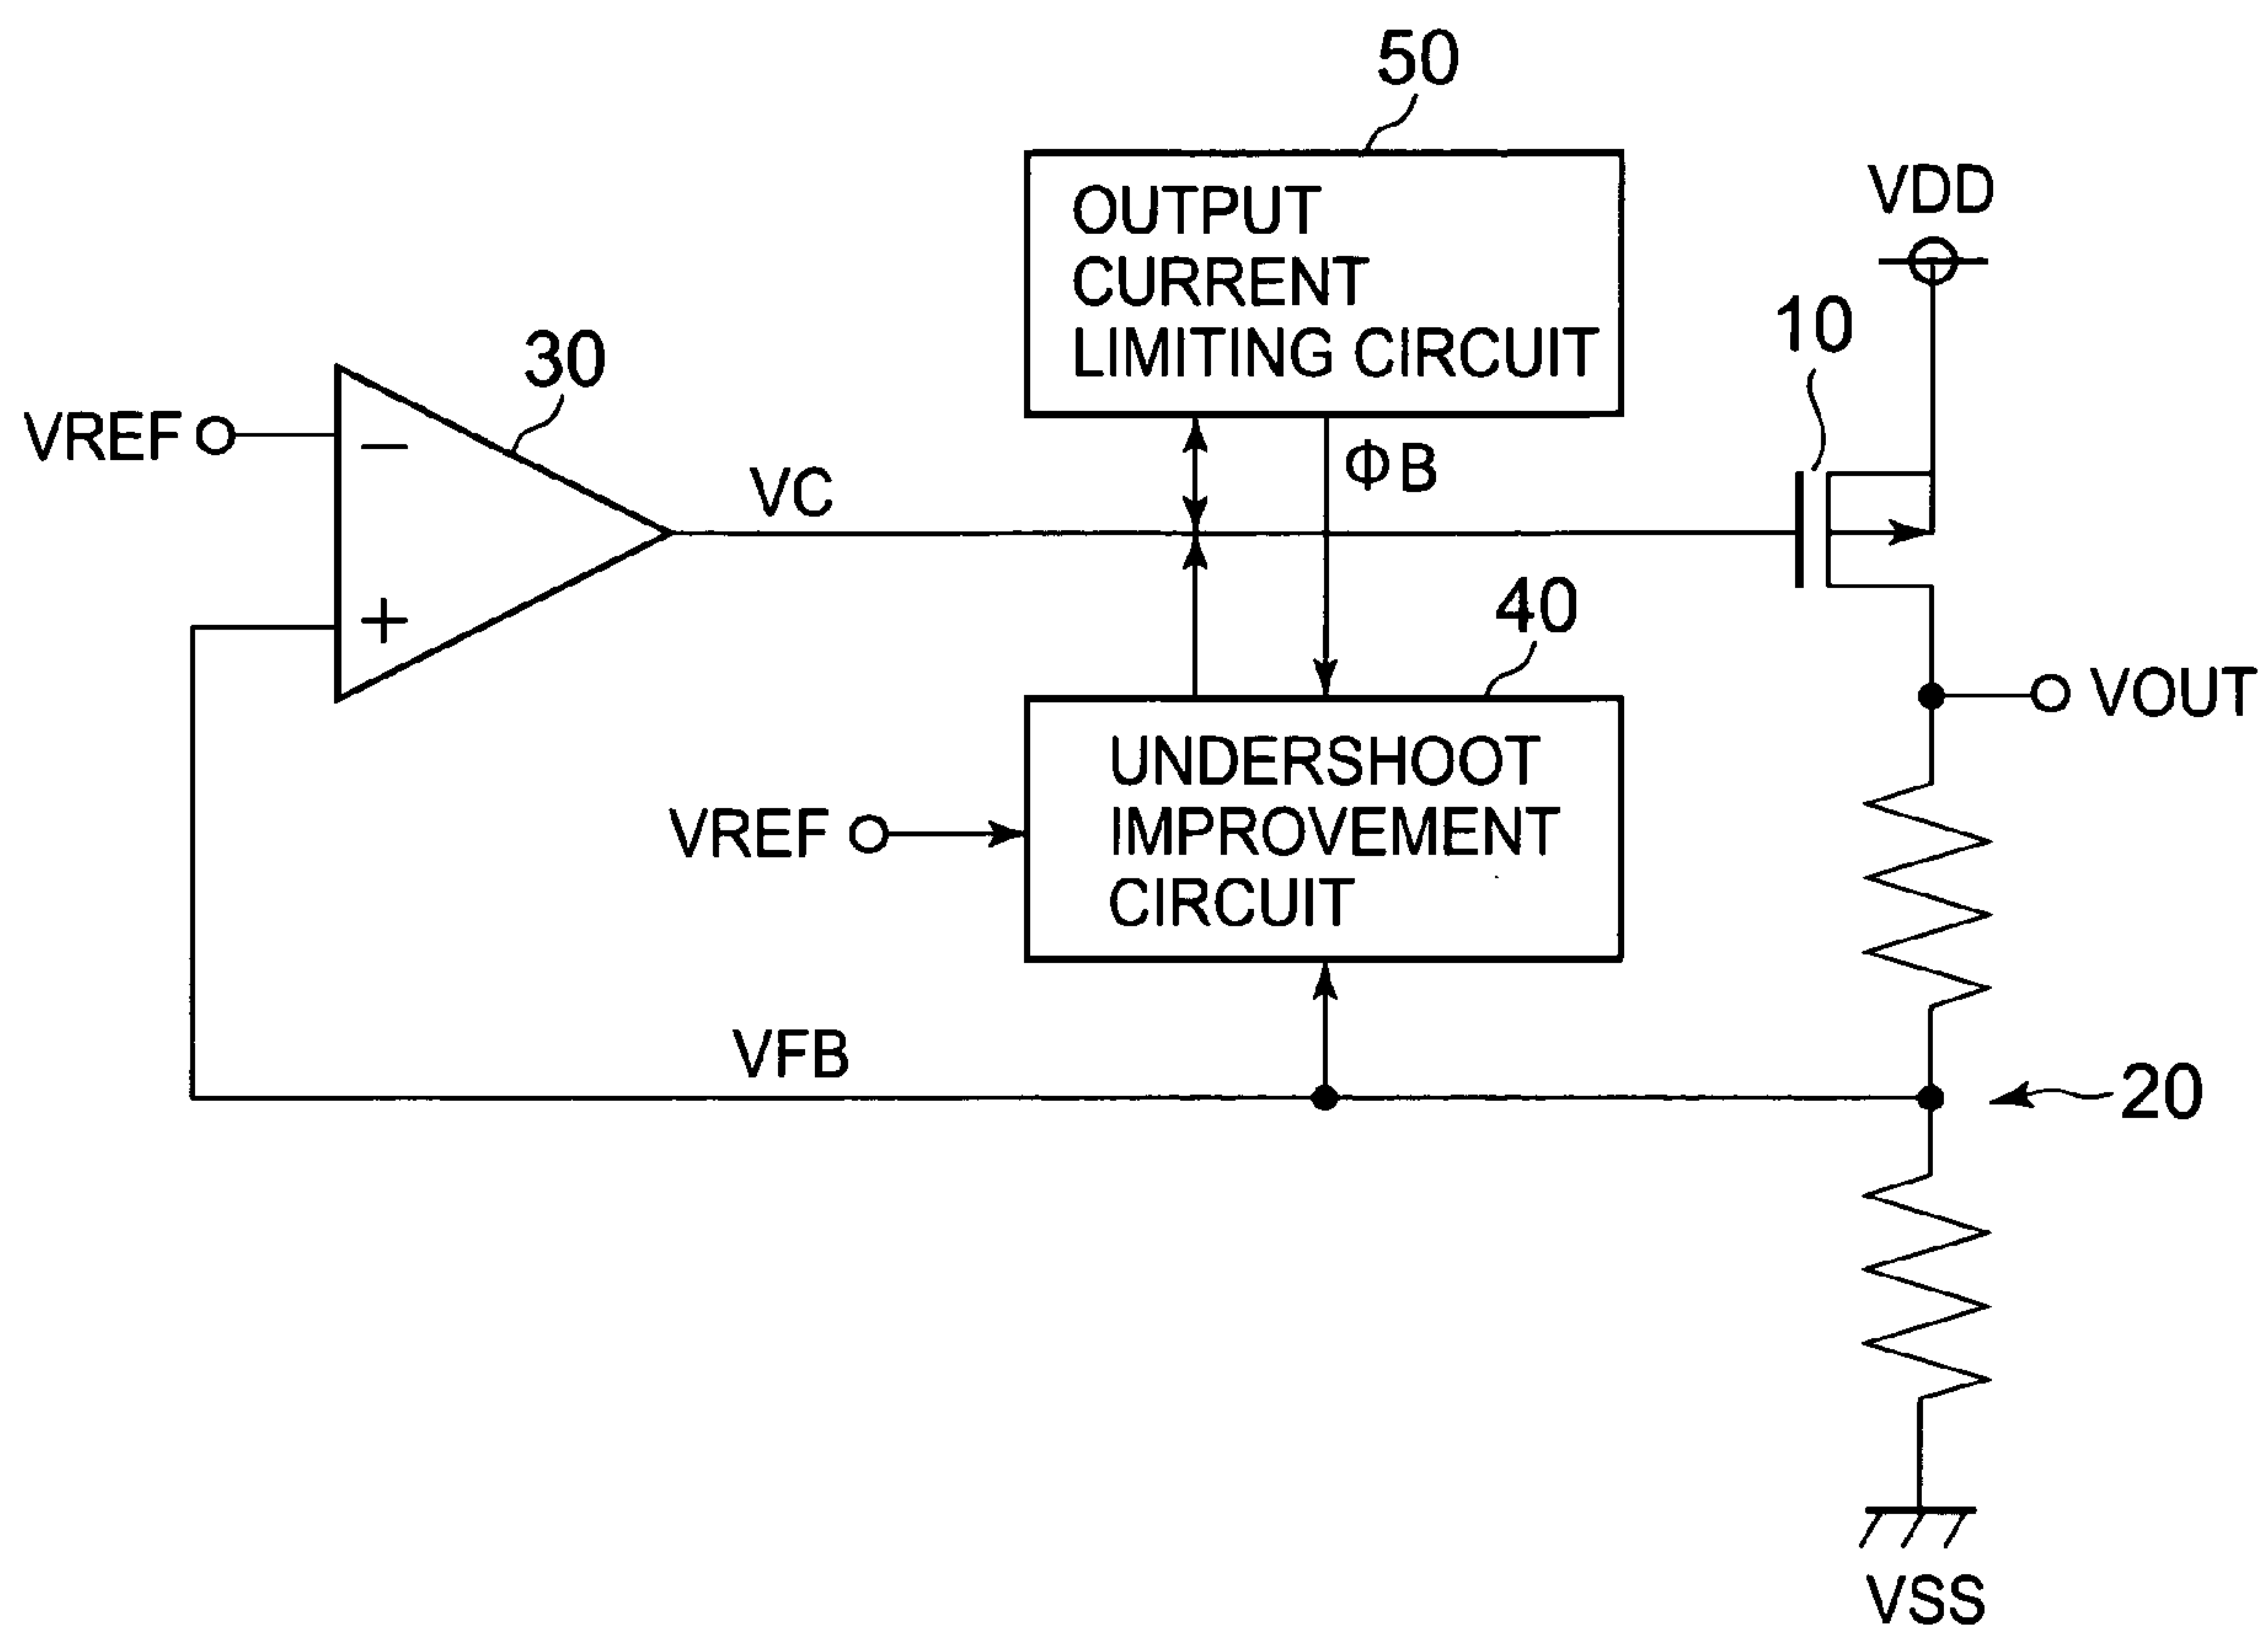 50
OUTPUT
CURRENT
LIMITING CIRCUIT
VDD
10
30
VREF
−
VC
ΦB
+
40
VOUT
UNDERSHOOT
IMPROVEMENT
CIRCUIT
VREF
VFB
20
VSS